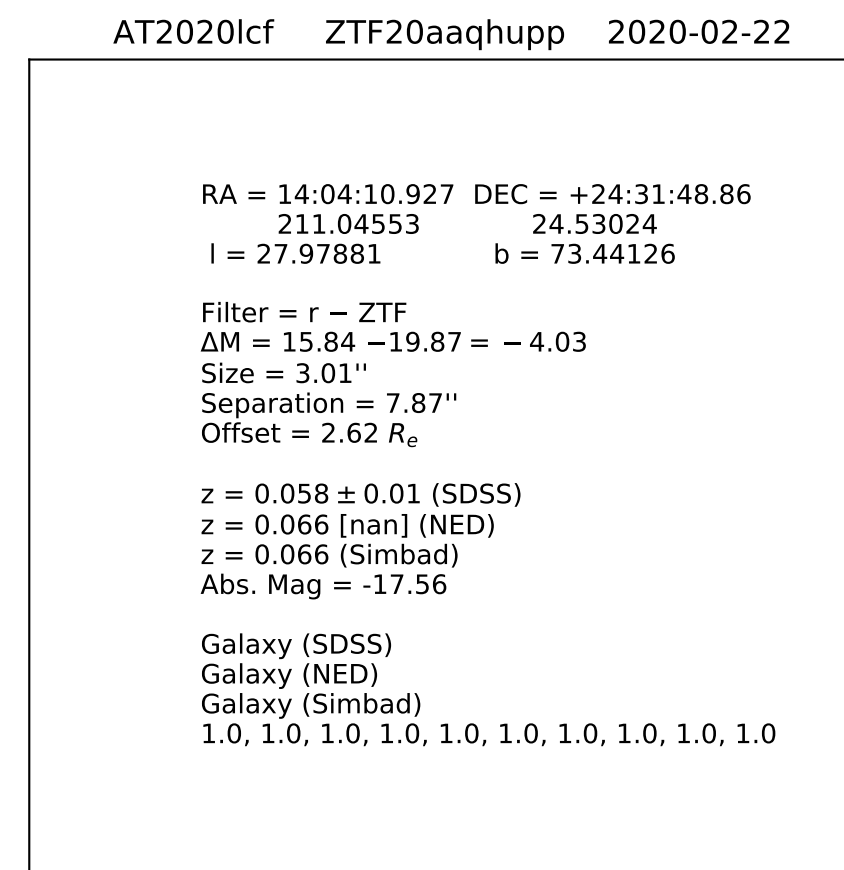 AT2020lcf ZTF20aaqhupp 2020-02-22
RA = 14:04:10.927 DEC = +24:31:48.86
211.04553 24.53024
l = 27.97881 b = 73.44126
Filter = r − ZTF
ΔM = 15.84 −19.87 = − 4.03
Size = 3.01''
Separation = 7.87''
Offset = 2.62 Rₑ
z = 0.058 ± 0.01 (SDSS)
z = 0.066 [nan] (NED)
z = 0.066 (Simbad)
Abs. Mag = -17.56
Galaxy (SDSS)
Galaxy (NED)
Galaxy (Simbad)
1.0, 1.0, 1.0, 1.0, 1.0, 1.0, 1.0, 1.0, 1.0, 1.0